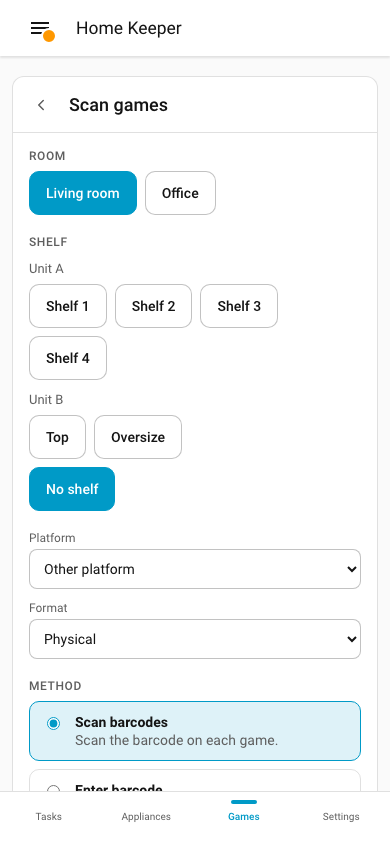 Home Keeper
Scan games
ROOM
Living room
Office
SHELF
Unit A
Shelf 1
Shelf 2
Shelf 3
Shelf 4
Unit B
Top
Oversize
No shelf
Platform
Other platform
Format
Physical
METHOD
Scan barcodes
Scan the barcode on each game.
Enter barcode
Tasks
Appliances
Games
Settings